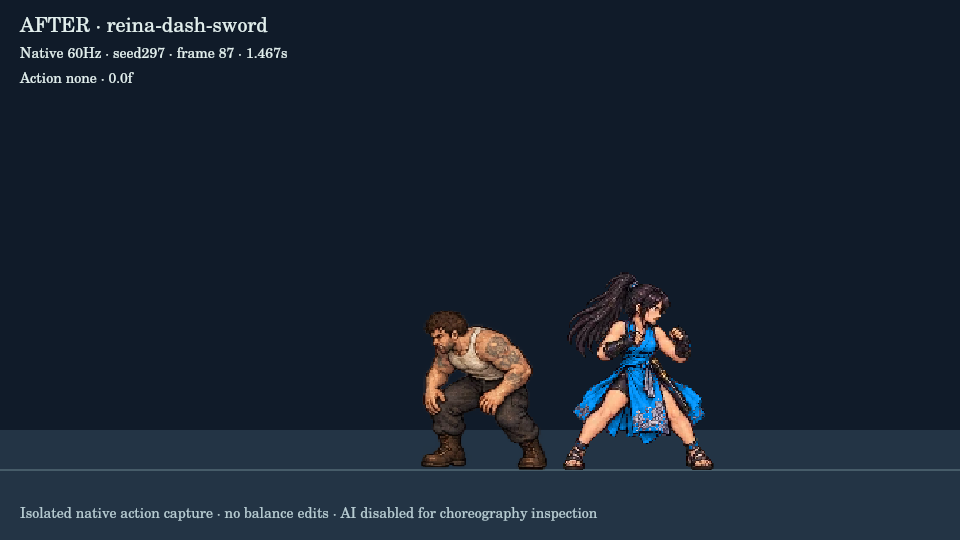 AFTER · reina-dash-sword
Native 60Hz · seed297 · frame 87 · 1.467s
Action none · 0.0f
Isolated native action capture · no balance edits · AI disabled for choreography inspection